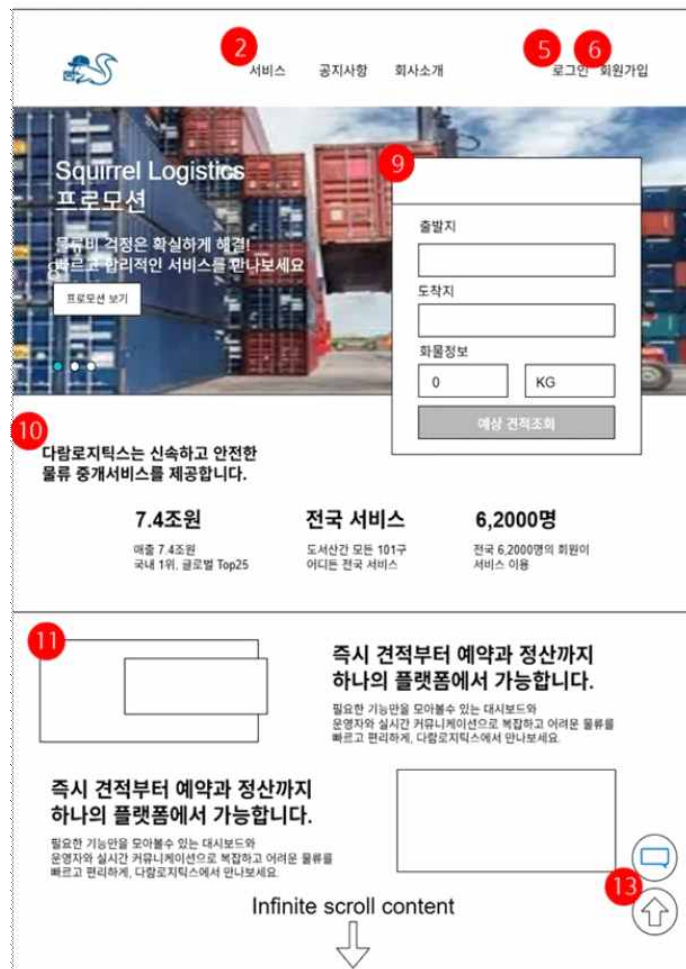 2
5
6
서비스
공지사항
회사소개
로그인
회원가입
Squirrel Logistics
프로모션
물류비 걱정은 확실하게 해결!
빠르고 합리적인 서비스를 만나보세요
8
프로모션 보기
9
출발지
도착지
화물정보
0
KG
예상 견적조회
10
다람로지틱스는 신속하고 안전한
물류 중개서비스를 제공합니다.
7.4조원
매출 7.4조원
국내 1위, 글로벌 Top25
전국 서비스
도서산간 모든 101구
어디든 전국 서비스
6,2000명
전국 6,2000명의 회원이
서비스 이용
11
즉시 견적부터 예약과 정산까지
하나의 플랫폼에서 가능합니다.
필요한 기능만을 모아볼수 있는 대시보드와
운영자와 실시간 커뮤니케이션으로 복잡하고 어려운 물류를
빠르고 편리하게, 다람로지틱스에서 만나보세요.
즉시 견적부터 예약과 정산까지
하나의 플랫폼에서 가능합니다.
필요한 기능만을 모아볼수 있는 대시보드와
운영자와 실시간 커뮤니케이션으로 복잡하고 어려운 물류를
빠르고 편리하게, 다람로지틱스에서 만나보세요.
13
Infinite scroll content